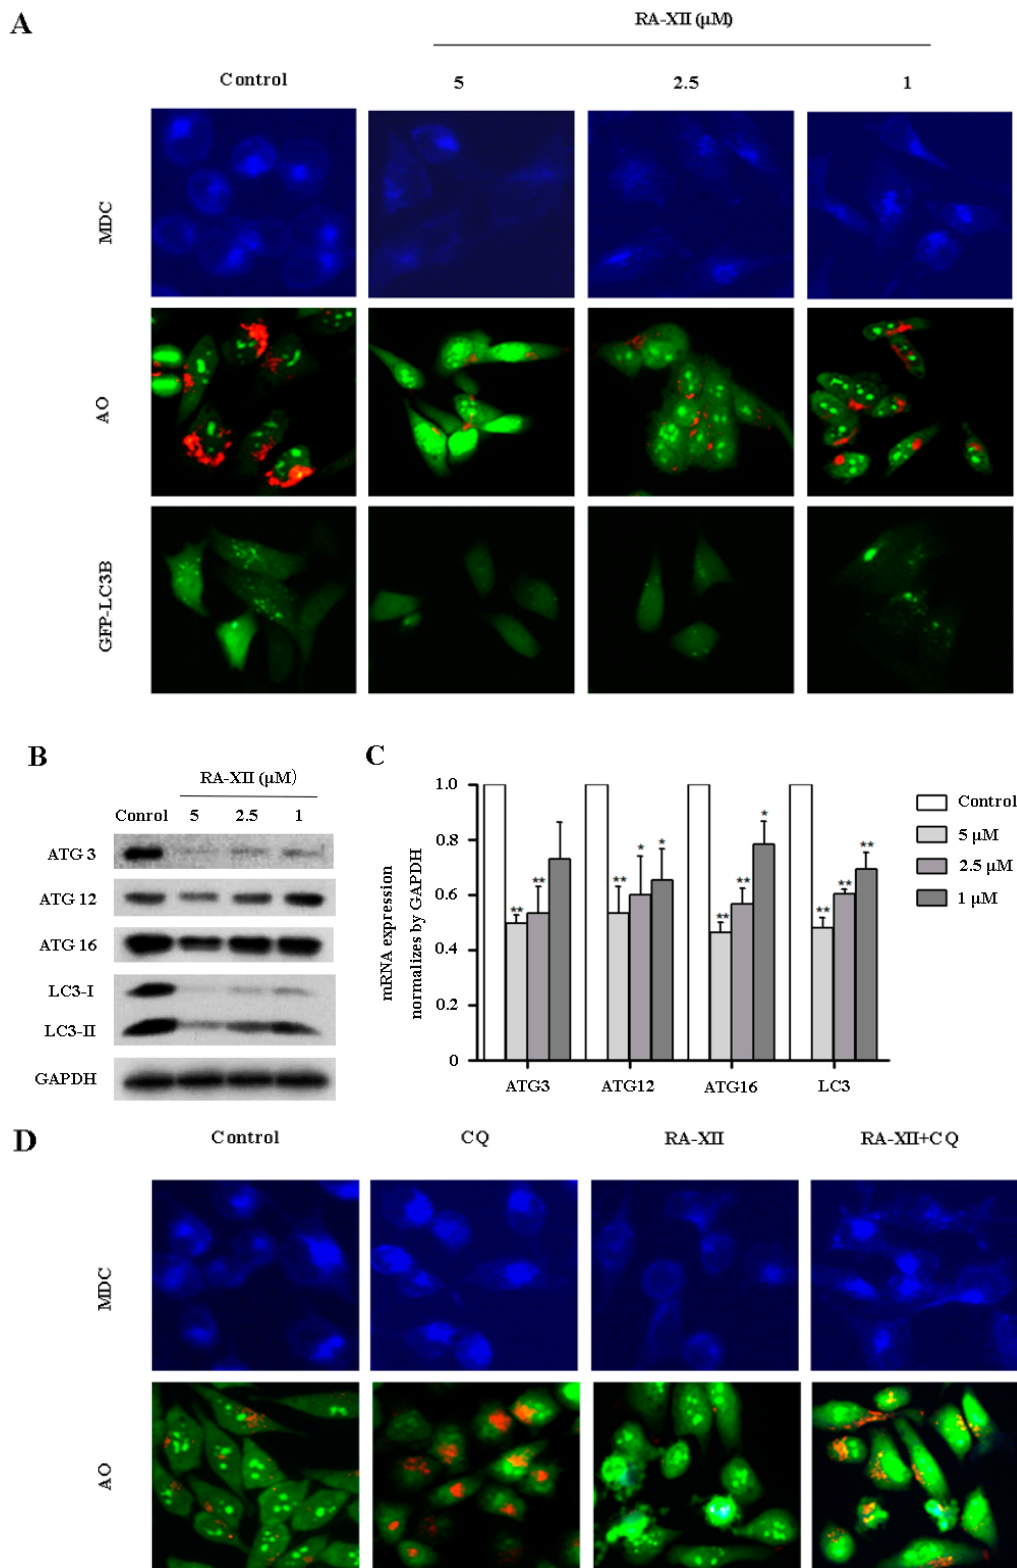 A
RA-XII (μM)
Control 5 2.5 1
MDC
AO
GFP-LC3B
B
RA-XII (μM)
Conrol 5 2.5 1
ATG 3
ATG 12
ATG 16
LC3-I
LC3-II
GAPDH
C
mRNA expression
normalizes by GAPDH
1.0
0.8
0.6
0.4
0.2
0
** ** ** * * ** ** * ** ** **
ATG3 ATG12 ATG16 LC3
Control
5 μM
2.5 μM
1 μM
D
Control CQ RA-XII RA-XII+CQ
MDC
AO